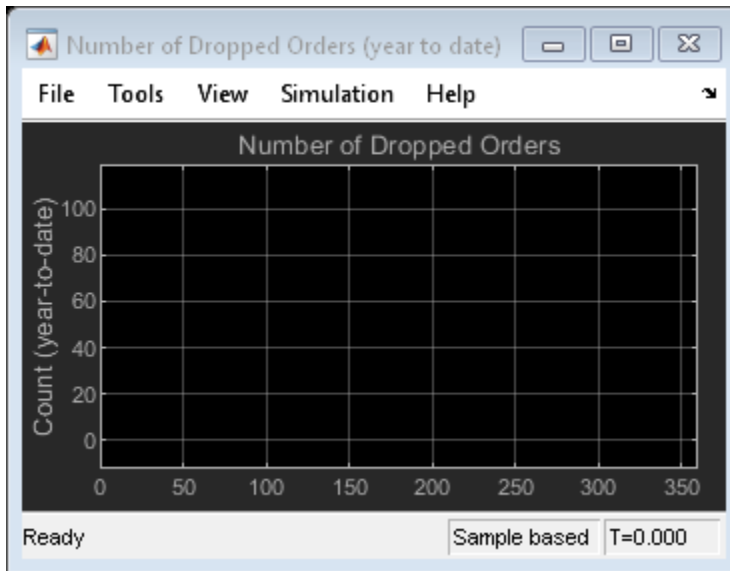 Number of Dropped Orders (year to date)
File Tools View Simulation Help
Number of Dropped Orders
Count (year-to-date)
100
80
60
40
20
0
0 50 100 150 200 250 300 350
Ready Sample based T=0.000